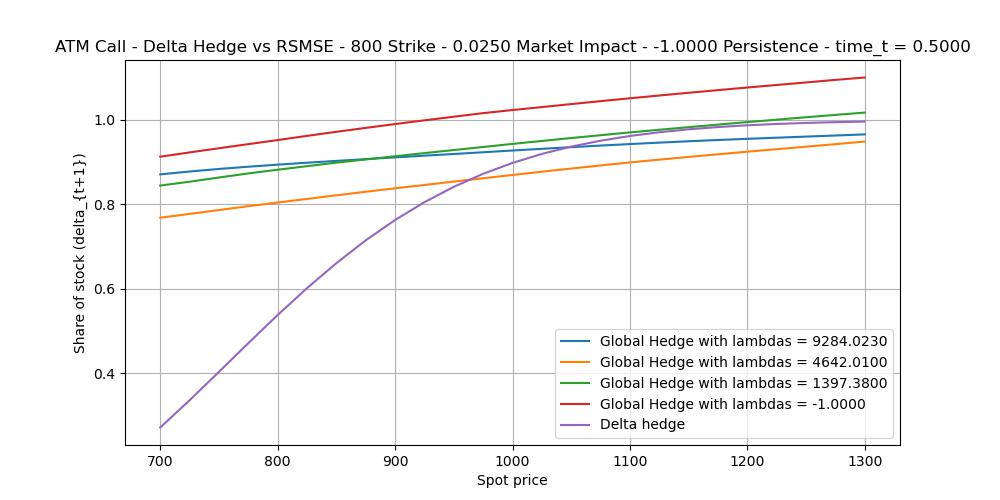 ATM Call - Delta Hedge vs RSMSE - 800 Strike - 0.0250 Market Impact - -1.0000 Persistence - time_t = 0.5000
Share of stock (delta_{t+1})
1.0
0.8
0.6
0.4
Global Hedge with lambdas = 9284.0230
Global Hedge with lambdas = 4642.0100
Global Hedge with lambdas = 1397.3800
Global Hedge with lambdas = -1.0000
Delta hedge
700 800 900 1000 1100 1200 1300
Spot price